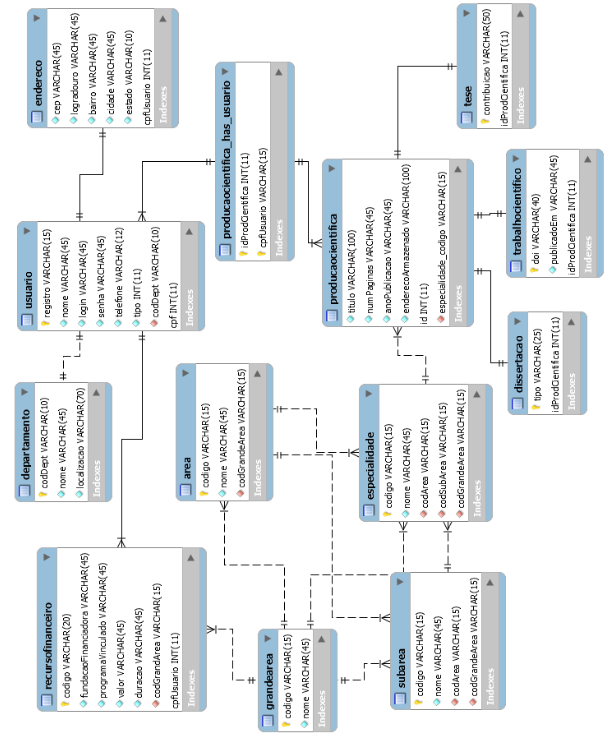 recursofinanceiro
codigo VARCHAR(20)
fundacaoFinanciadora VARCHAR(45)
programaVinculado VARCHAR(45)
valor VARCHAR(45)
duracao VARCHAR(45)
codGrandArea VARCHAR(15)
cpfUsuario INT(11)
Indexes
departamento
codDept VARCHAR(10)
nome VARCHAR(45)
localizacao VARCHAR(70)
Indexes
usuario
registro VARCHAR(15)
nome VARCHAR(45)
login VARCHAR(45)
senha VARCHAR(45)
telefone VARCHAR(12)
tipo INT(11)
codDept VARCHAR(10)
cpf INT(11)
Indexes
endereco
cep VARCHAR(45)
logradouro VARCHAR(45)
bairro VARCHAR(45)
cidade VARCHAR(45)
estado VARCHAR(10)
cpfUsuario INT(11)
Indexes
grandearea
codigo VARCHAR(15)
nome VARCHAR(45)
Indexes
area
codigo VARCHAR(15)
nome VARCHAR(45)
codGrandeArea VARCHAR(15)
Indexes
producaocientifica_has_usuario
idProdCientifica INT(11)
cpfUsuario VARCHAR(15)
Indexes
subarea
codigo VARCHAR(15)
nome VARCHAR(45)
codArea VARCHAR(15)
codGrandeArea VARCHAR(15)
Indexes
especialidade
codigo VARCHAR(15)
nome VARCHAR(45)
codArea VARCHAR(15)
codSubArea VARCHAR(15)
codGrandeArea VARCHAR(15)
Indexes
producaocientifica
titulo VARCHAR(100)
numPaginas VARCHAR(45)
anoPublicacao VARCHAR(45)
enderecoArmazenado VARCHAR(100)
id INT(11)
especialidade_codigo VARCHAR(15)
Indexes
dissertacao
tipo VARCHAR(25)
idProdCientifica INT(11)
Indexes
trabalhocientifico
doi VARCHAR(40)
publicadoEm VARCHAR(45)
idProdCientifica INT(11)
Indexes
tese
contribuicao VARCHAR(50)
idProdCientifica INT(11)
Indexes